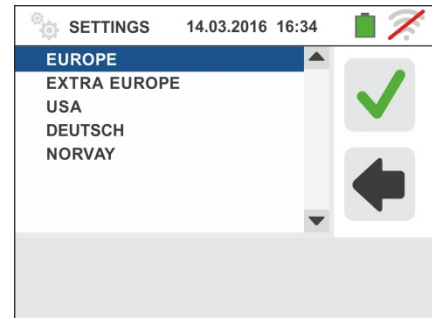 SETTINGS 14.03.2016 16:34
EUROPE
EXTRA EUROPE
USA
DEUTSCH
NORVAY